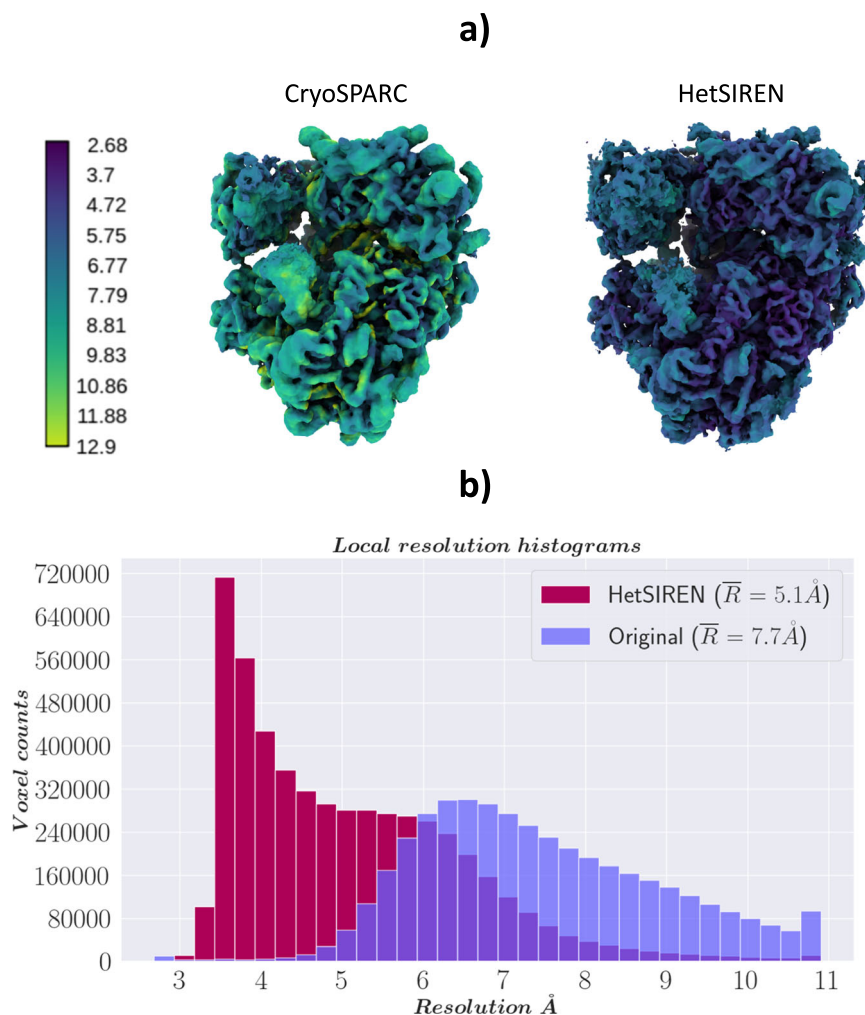 a)
CryoSPARC HetSIREN
2.68
3.7
4.72
5.75
6.77
7.79
8.81
9.83
10.86
11.88
12.9
b)
Local resolution histograms
HetSIREN (R̅ = 5.1Å)
Original (R̅ = 7.7Å)
Voxel counts
720000
640000
560000
480000
400000
320000
240000
160000
80000
0
3 4 5 6 7 8 9 10 11
Resolution Å